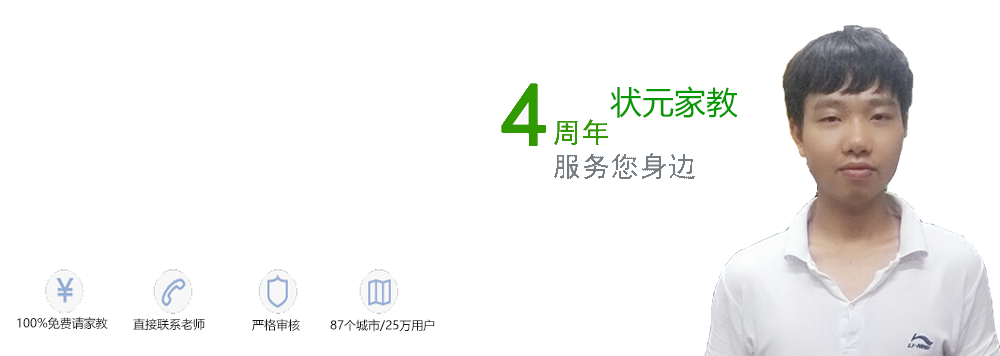 4周年
状元家教
服务您身边
100%免费请家教
直接联系老师
严格审核
87个城市/25万用户
LI-NING